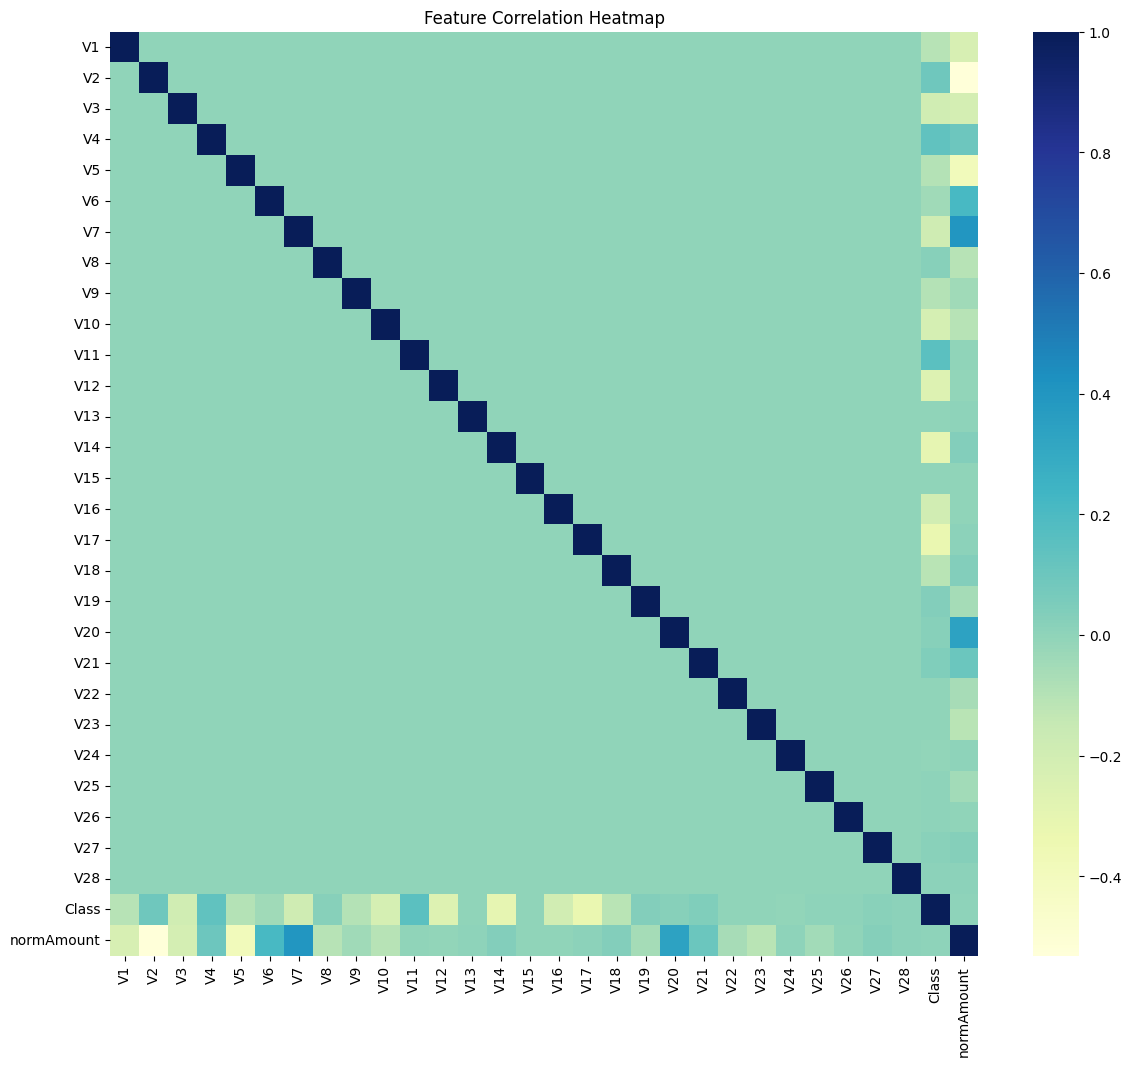 Feature Correlation Heatmap
V1
V2
V3
V4
V5
V6
V7
V8
V9
V10
V11
V12
V13
V14
V15
V16
V17
V18
V19
V20
V21
V22
V23
V24
V25
V26
V27
V28
Class
normAmount
V1
V2
V3
V4
V5
V6
V7
V8
V9
V10
V11
V12
V13
V14
V15
V16
V17
V18
V19
V20
V21
V22
V23
V24
V25
V26
V27
V28
Class
normAmount
1.0
0.8
0.6
0.4
0.2
0.0
−0.2
−0.4